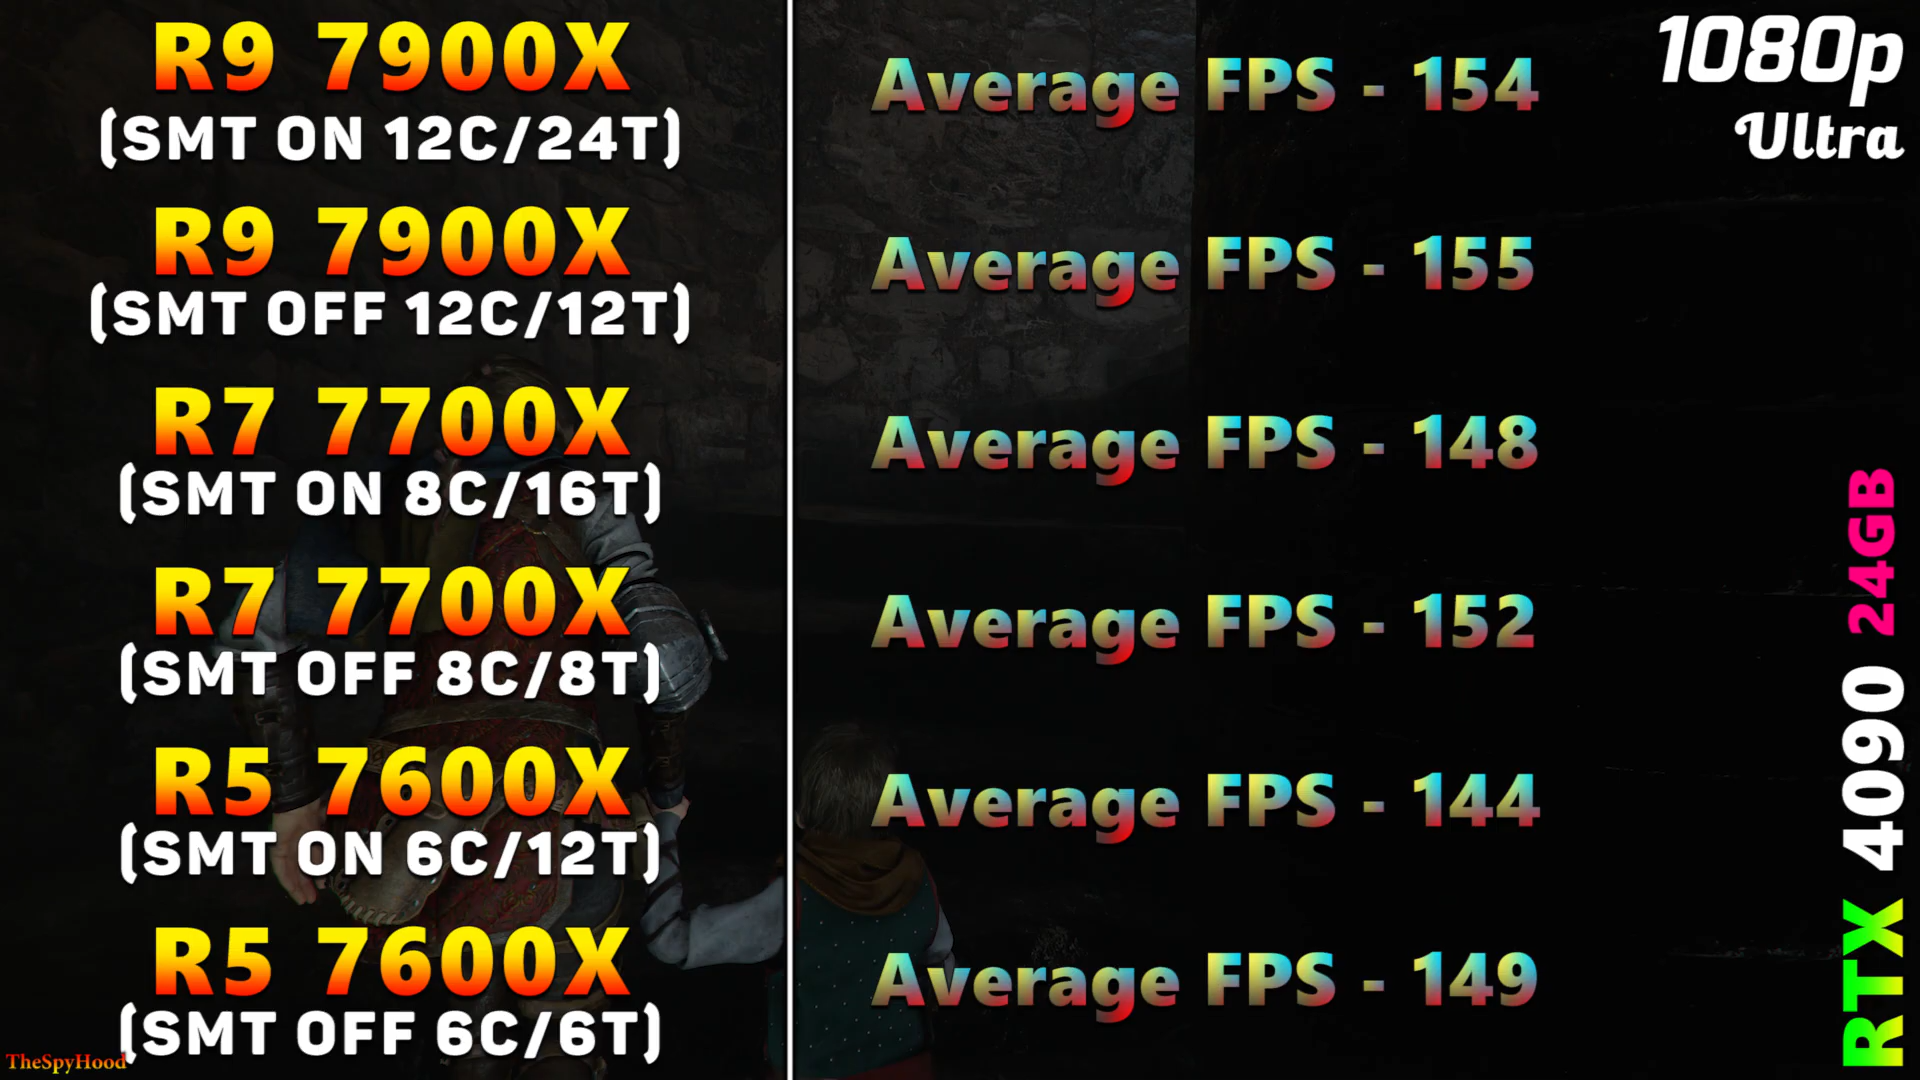 R9 7900X
(SMT ON 12C/24T)
Average FPS - 154
R9 7900X
(SMT OFF 12C/12T)
Average FPS - 155
R7 7700X
(SMT ON 8C/16T)
Average FPS - 148
R7 7700X
(SMT OFF 8C/8T)
Average FPS - 152
R5 7600X
(SMT ON 6C/12T)
Average FPS - 144
R5 7600X
(SMT OFF 6C/6T)
Average FPS - 149
1080p
Ultra
RTX 4090 24GB
TheSpyHood